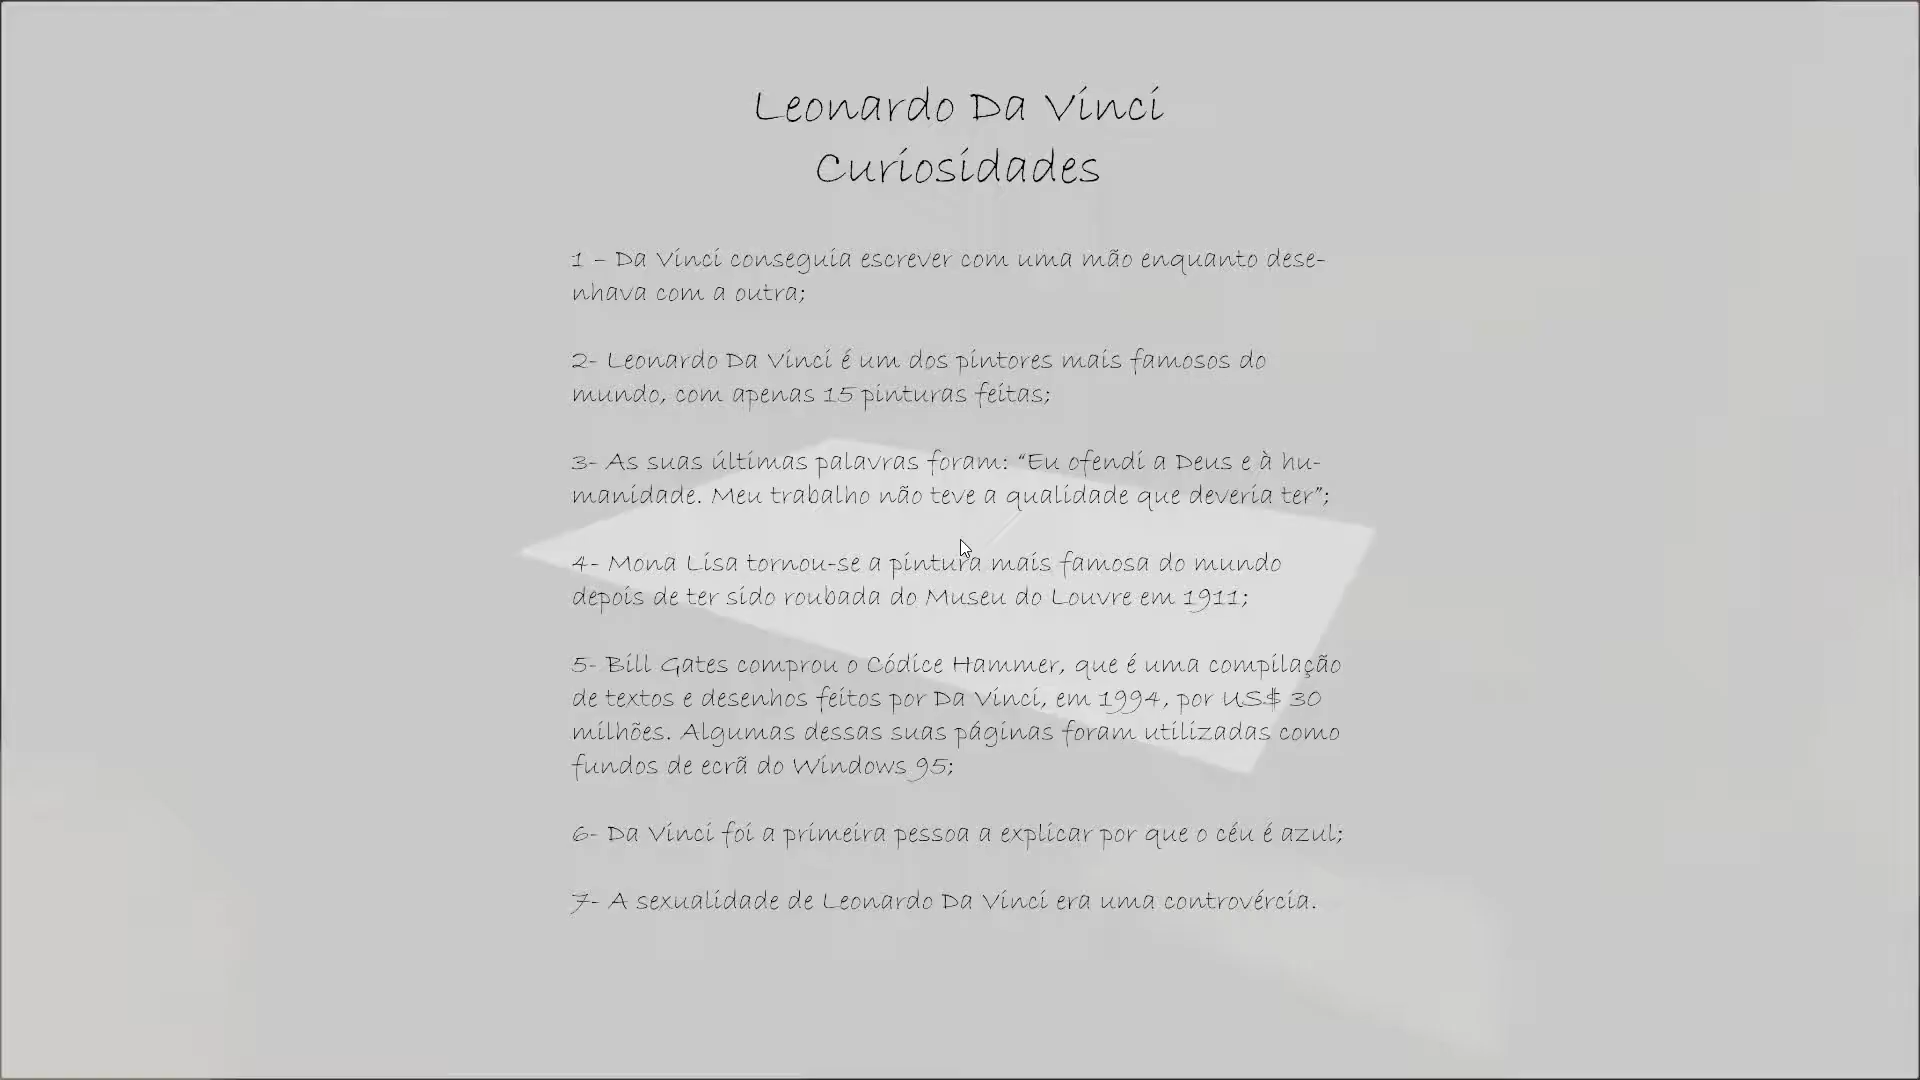 Leonardo Da Vinci
Curiosidades
1 – Da Vinci conseguia escrever com uma mão enquanto dese-
nhava com a outra;
2- Leonardo Da Vinci é um dos pintores mais famosos do
mundo, com apenas 15 pinturas feitas;
3- As suas últimas palavras foram: “Eu ofendi a Deus e à hu-
manidade. Meu trabalho não teve a qualidade que deveria ter”;
4- Mona Lisa tornou-se a pintura mais famosa do mundo
depois de ter sido roubada do Museu do Louvre em 1911;
5- Bill Gates comprou o Códice Hammer, que é uma compilação
de textos e desenhos feitos por Da Vinci, em 1994, por US$ 30
milhões. Algumas dessas suas páginas foram utilizadas como
fundos de ecrã do Windows 95;
6- Da Vinci foi a primeira pessoa a explicar por que o céu é azul;
7- A sexualidade de Leonardo Da Vinci era uma controvércia.